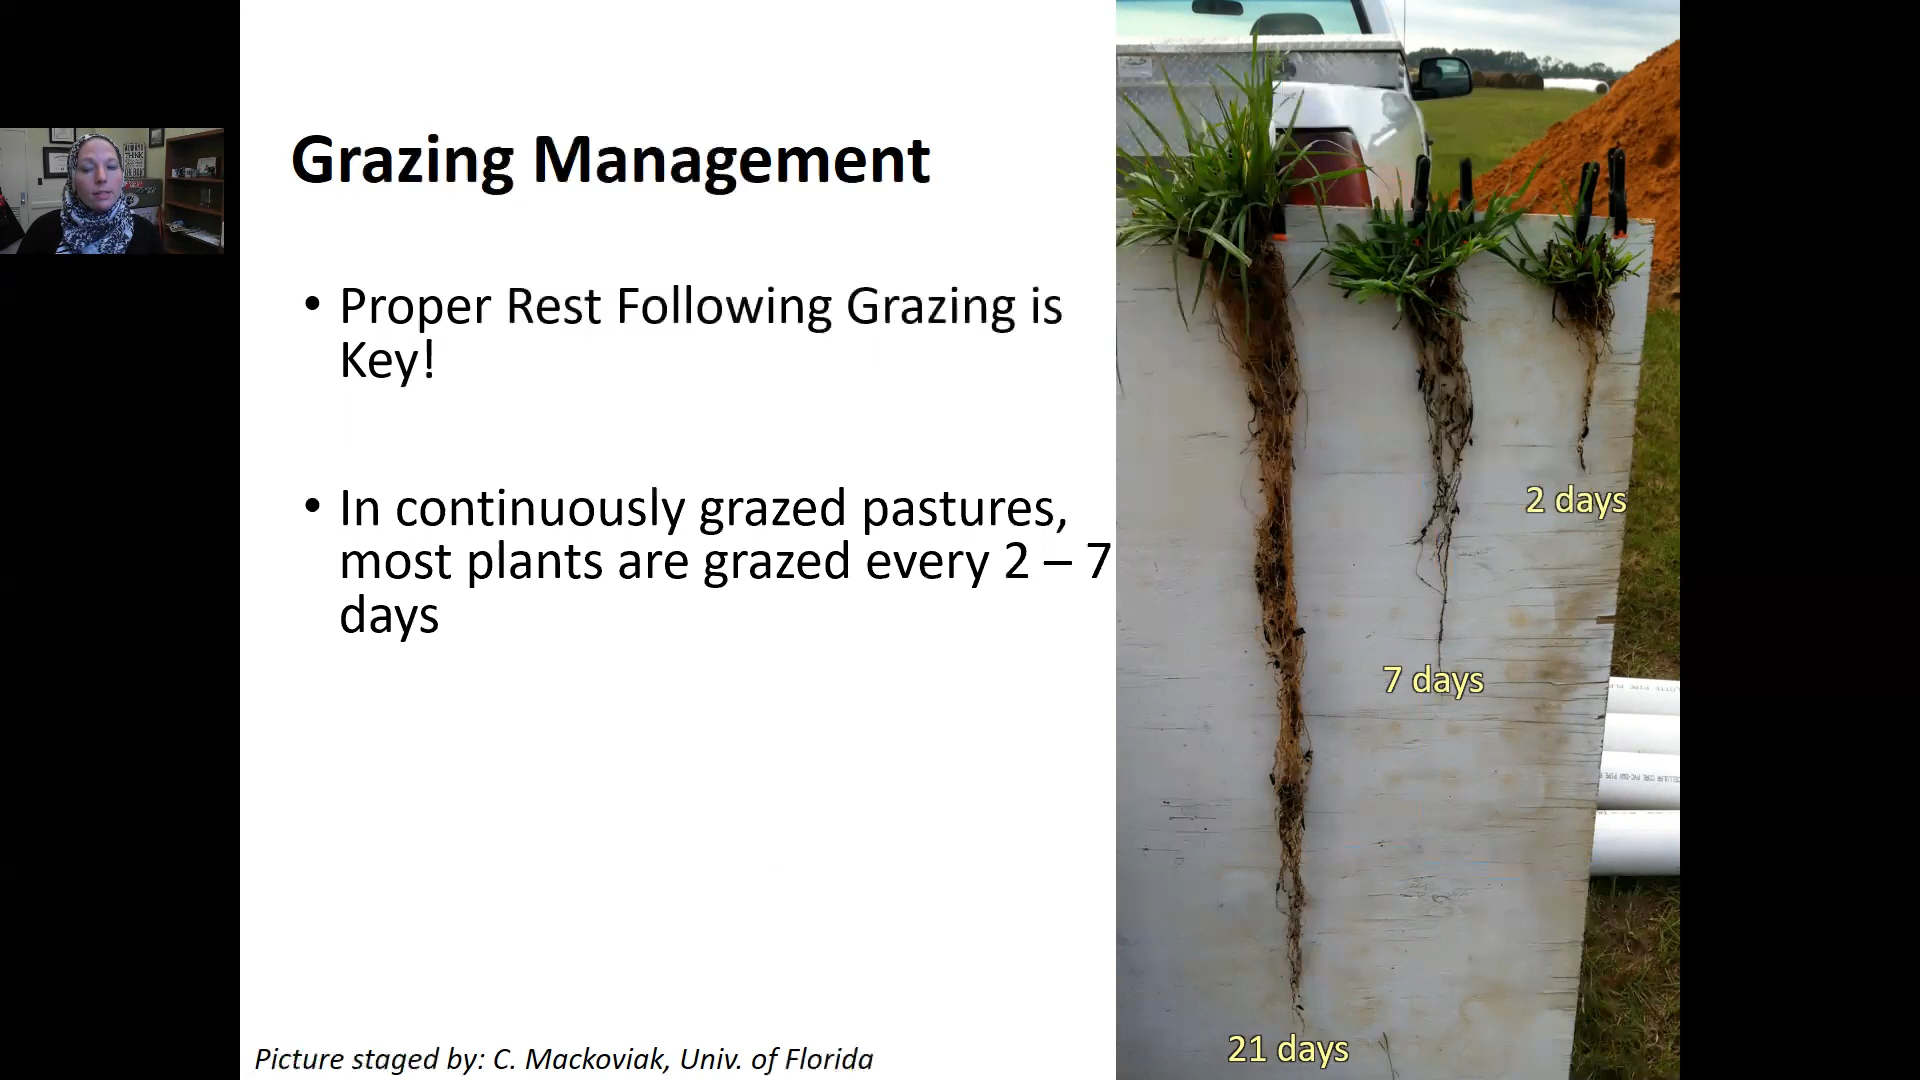 Grazing Management
• Proper Rest Following Grazing is
Key!
• In continuously grazed pastures,
most plants are grazed every 2 – 7
days
2 days
7 days
21 days
Picture staged by: C. Mackoviak, Univ. of Florida